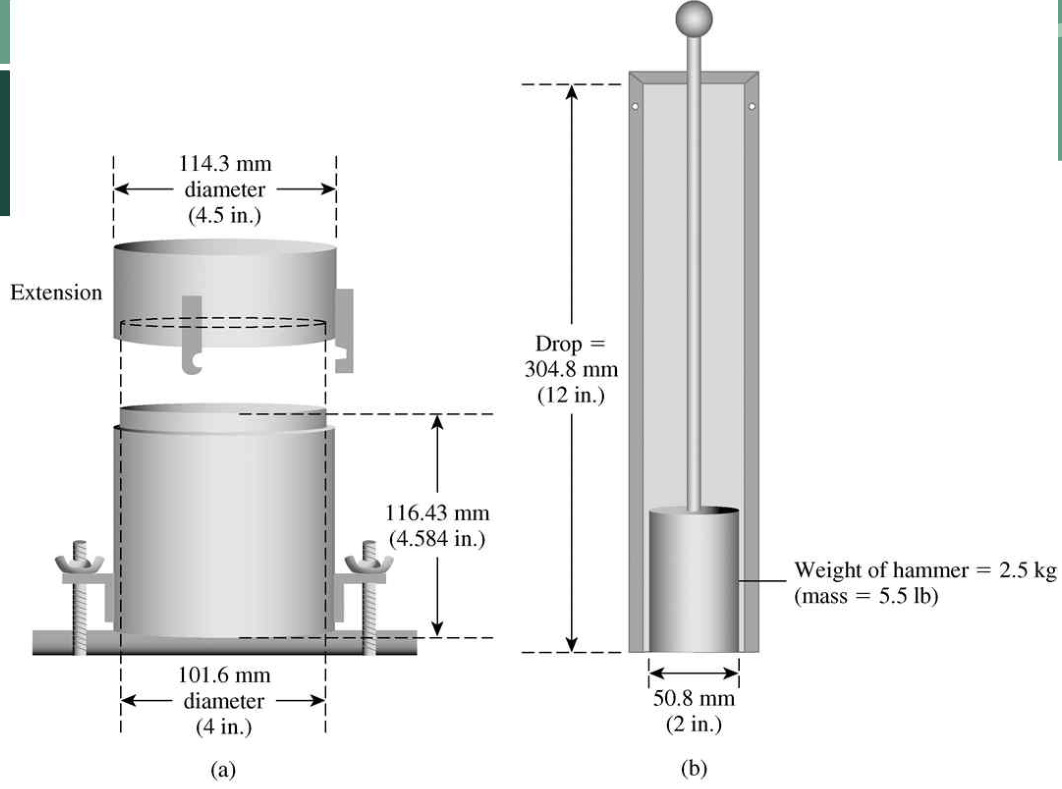 114.3 mm
diameter
(4.5 in.)
Extension
116.43 mm
(4.584 in.)
101.6 mm
diameter
(4 in.)
(a)
Drop =
304.8 mm
(12 in.)
Weight of hammer = 2.5 kg
(mass = 5.5 lb)
50.8 mm
(2 in.)
(b)